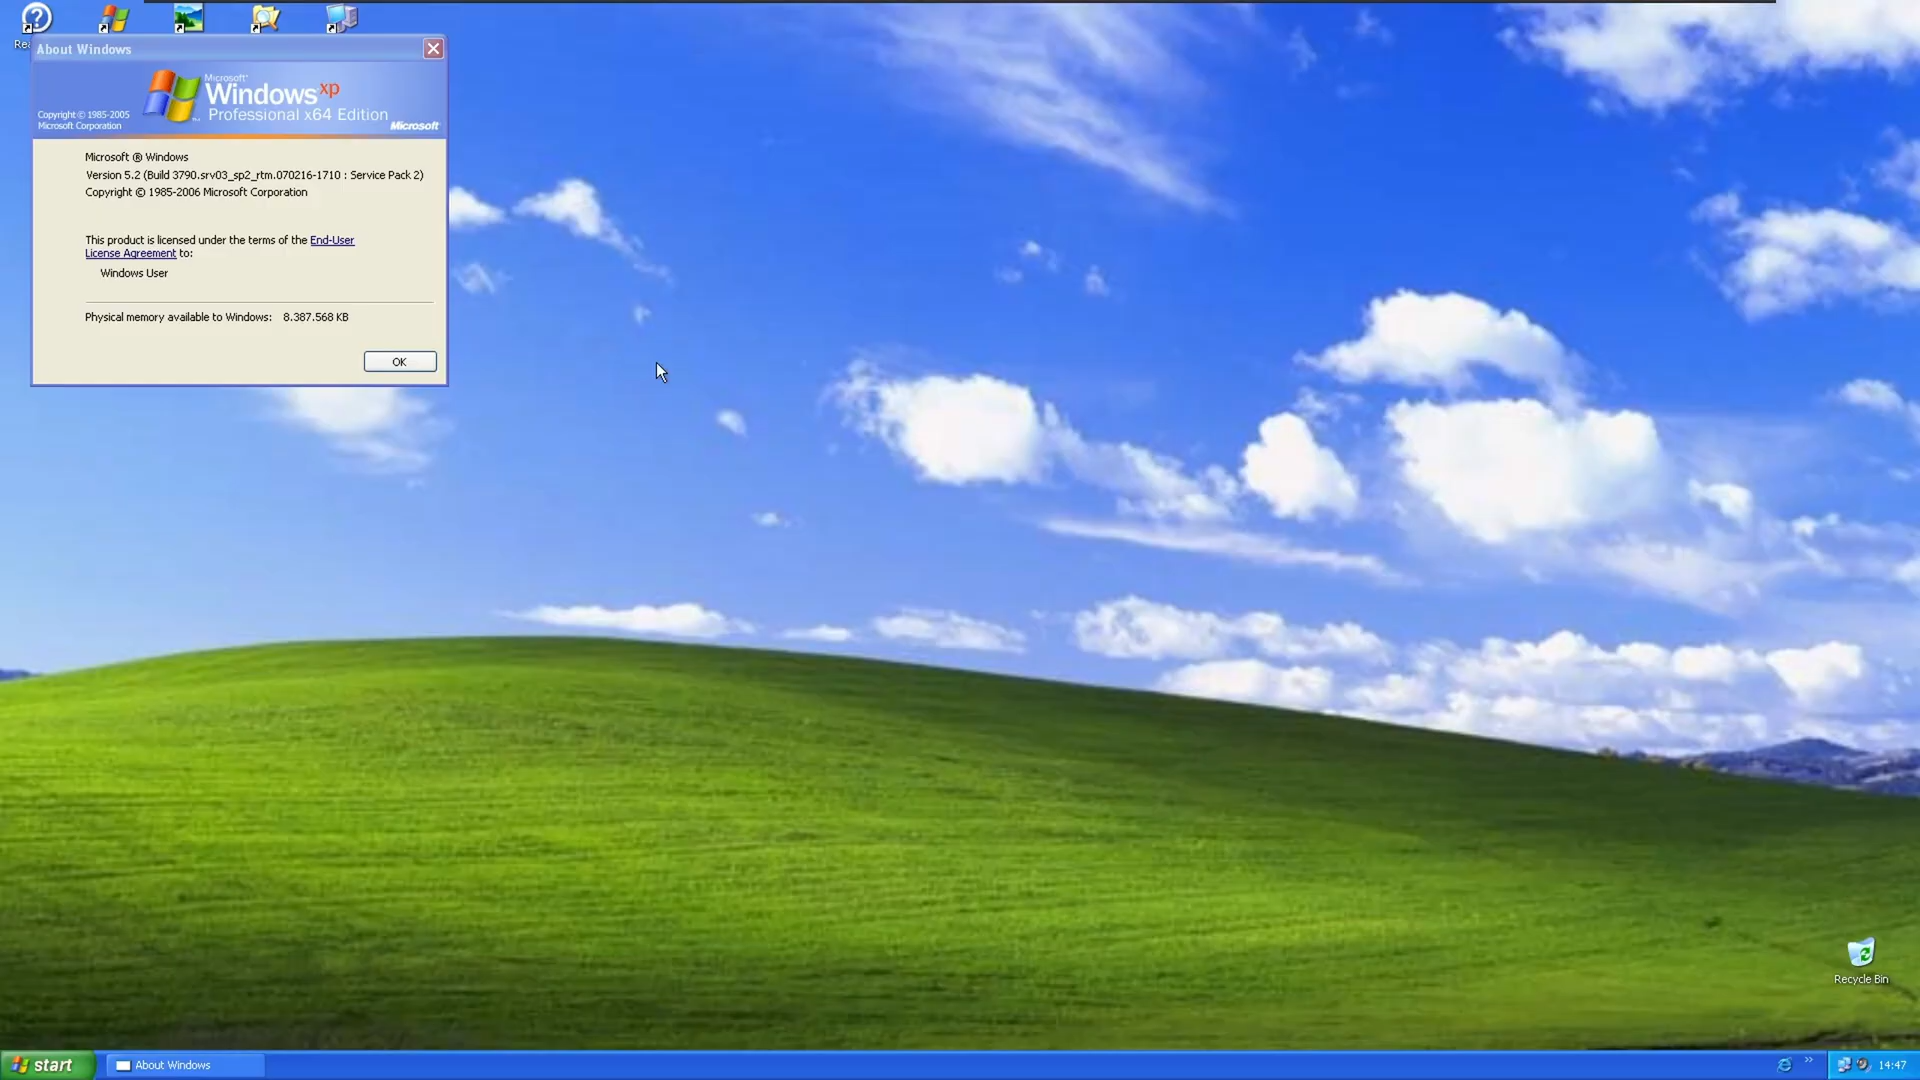 About Windows
Microsoft®
Windows xp
Professional x64 Edition
Copyright © 1985-2005
Microsoft Corporation
Microsoft
Microsoft ® Windows
Version 5.2 (Build 3790.srv03_sp2_rtm.070216-1710 : Service Pack 2)
Copyright © 1985-2006 Microsoft Corporation
This product is licensed under the terms of the End-User
License Agreement to:
Windows User
Physical memory available to Windows: 8.387.568 KB
OK
Recycle Bin
start
About Windows
14:47